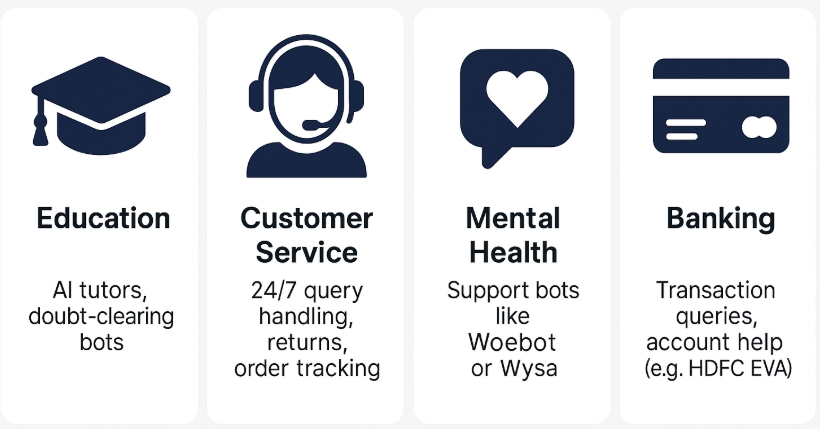 Education
AI tutors,
doubt-clearing
bots
Customer
Service
24/7 query
handling,
returns,
order tracking
Mental
Health
Support bots
like
Woebot
or Wysa
Banking
Transaction
queries,
account help
(e.g. HDFC EVA)